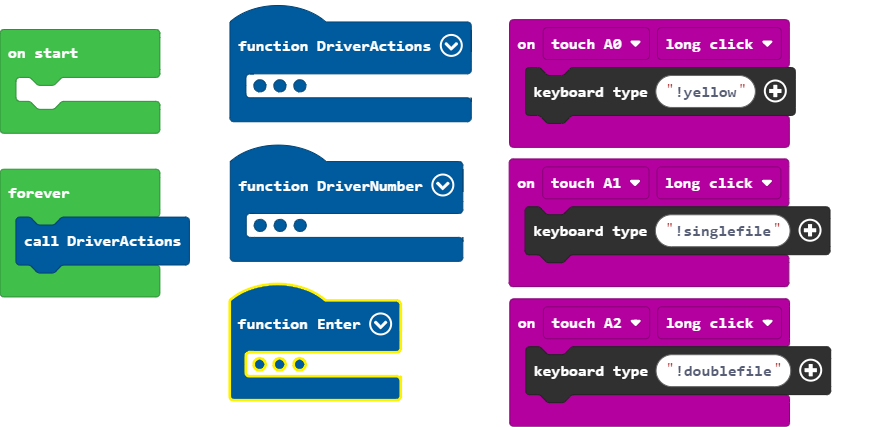 on start
forever
call DriverActions
function DriverActions
function DriverNumber
function Enter
on touch A0 long click
keyboard type "!yellow"
on touch A1 long click
keyboard type "!singlefile"
on touch A2 long click
keyboard type "!doublefile"